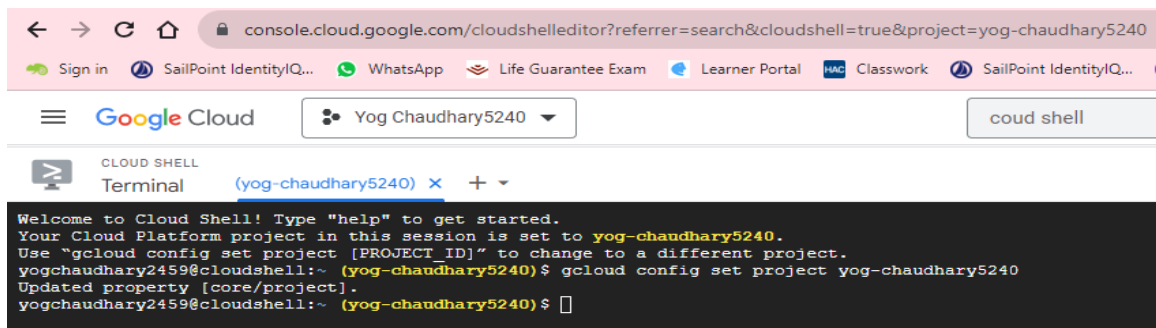 console.cloud.google.com/cloudshelleditor?referrer=search&cloudshell=true&project=yog-chaudhary5240
Sign in SailPoint IdentityIQ... WhatsApp Life Guarantee Exam Learner Portal HAC Classwork SailPoint IdentityIQ...
Google Cloud Yog Chaudhary5240 coud shell
CLOUD SHELL
Terminal (yog-chaudhary5240)
Welcome to Cloud Shell! Type "help" to get started.
Your Cloud Platform project in this session is set to yog-chaudhary5240.
Use “gcloud config set project [PROJECT_ID]” to change to a different project.
yogchaudhary2459@cloudshell:~ (yog-chaudhary5240)$ gcloud config set project yog-chaudhary5240
Updated property [core/project].
yogchaudhary2459@cloudshell:~ (yog-chaudhary5240)$